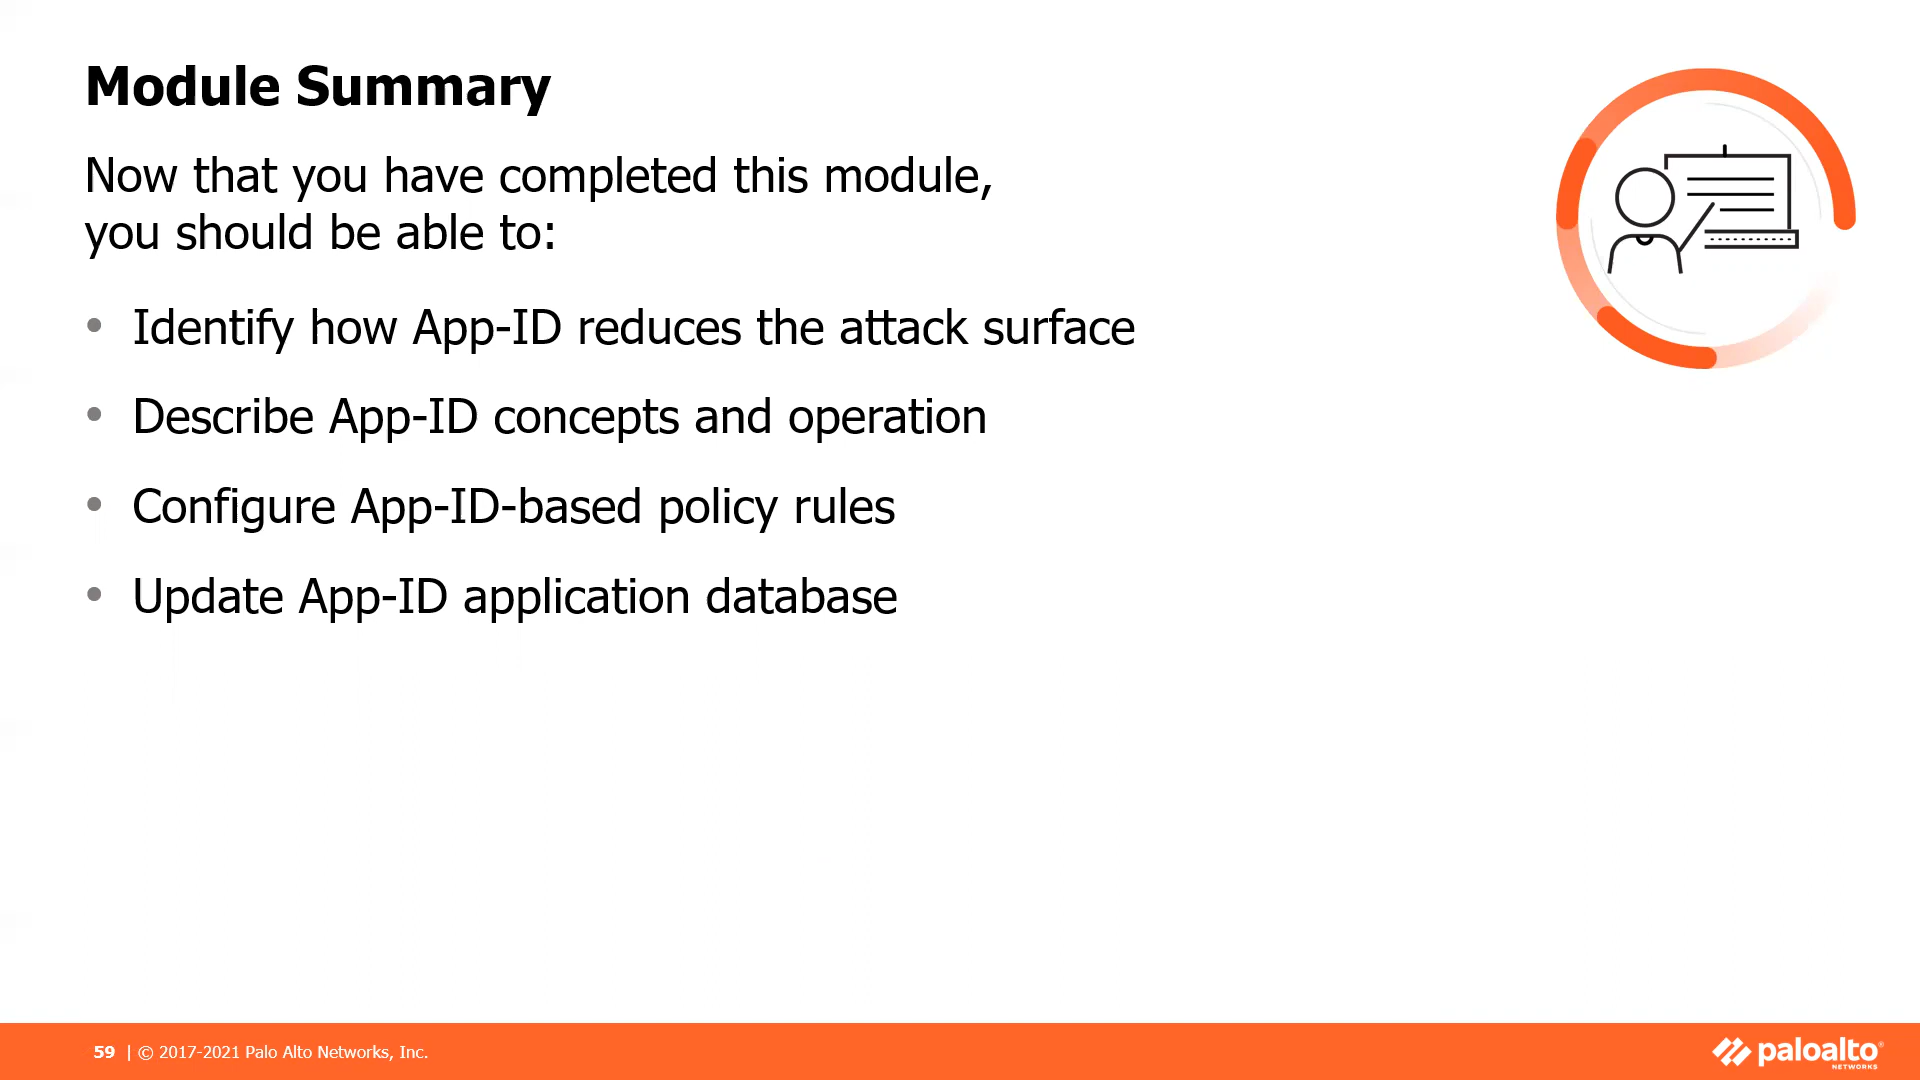 Module Summary
Now that you have completed this module,
you should be able to:
• Identify how App-ID reduces the attack surface
• Describe App-ID concepts and operation
• Configure App-ID-based policy rules
• Update App-ID application database
59 | © 2017-2021 Palo Alto Networks, Inc.
paloalto®
NETWORKS